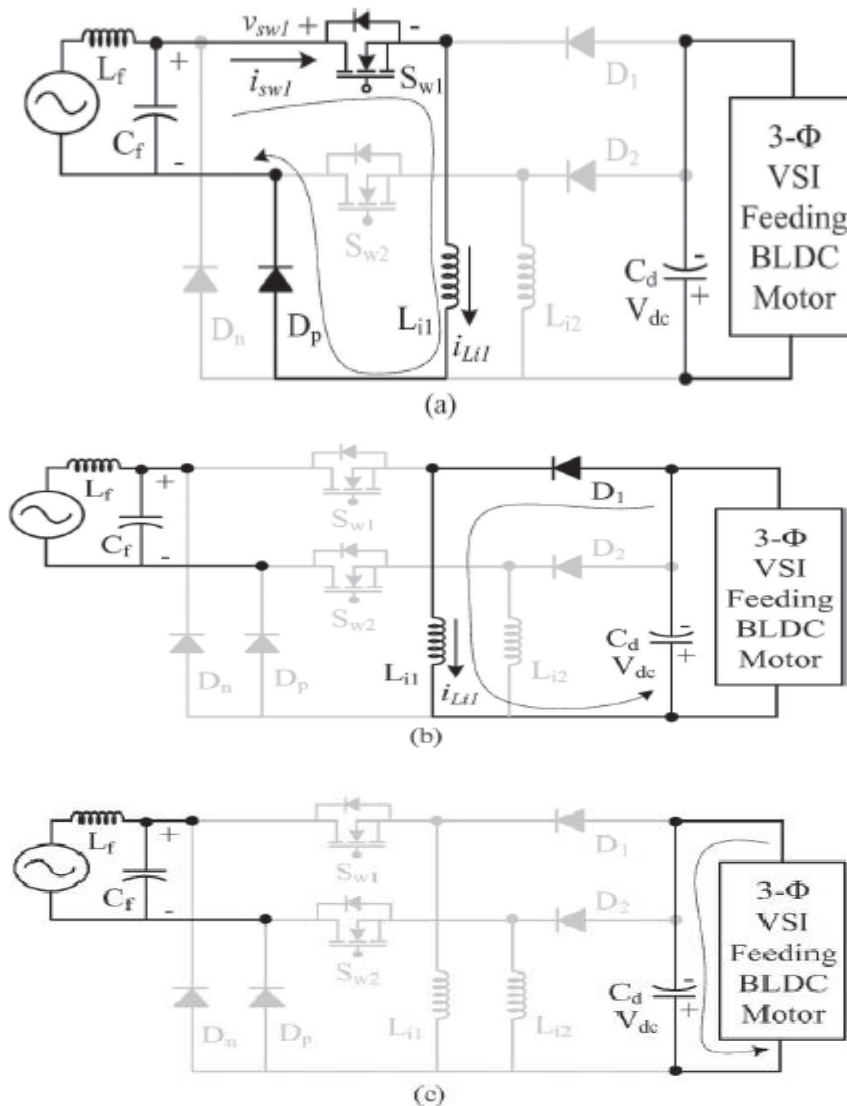 v_sw1 + -
L_f + i_sw1 S_w1 D_1
C_f - S_w2 D_2
3-Φ
VSI
Feeding
BLDC
Motor
D_n D_p L_i1 i_Li1 L_i2 C_d V_dc - +
(a)
L_f + S_w1 D_1
C_f - S_w2 D_2
3-Φ
VSI
Feeding
BLDC
Motor
D_n D_p L_i1 i_Li1 L_i2 C_d V_dc - +
(b)
L_f + S_w1 D_1
C_f - S_w2 D_2
3-Φ
VSI
Feeding
BLDC
Motor
D_n D_p L_i1 L_i2 C_d V_dc - +
(c)